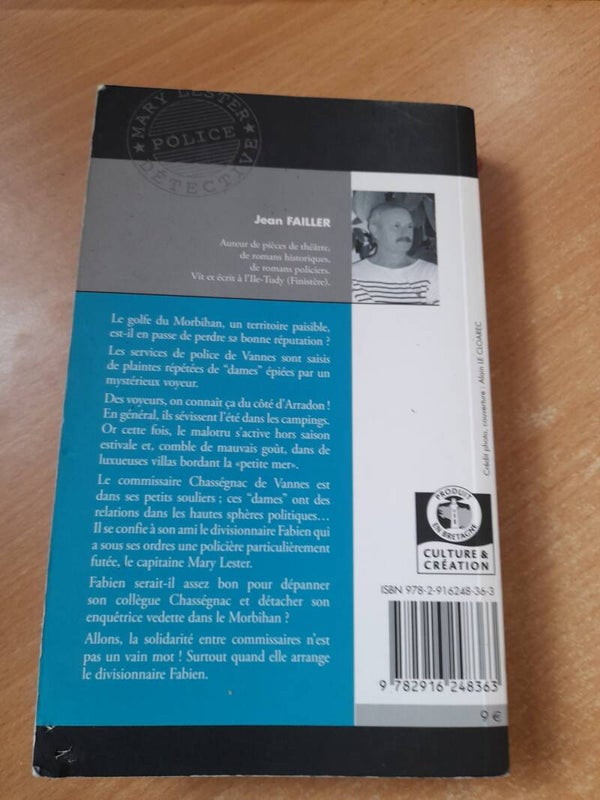 ★ MARY LESTER ★
POLICE
DÉTECTIVE
Jean FAILLER
Auteur de pièces de théâtre,
de romans historiques,
de romans policiers.
Vit et écrit à l'Ile-Tudy (Finistère).
Le golfe du Morbihan, un territoire paisible,
est-il en passe de perdre sa bonne réputation ?
Les services de police de Vannes sont saisis
de plaintes répétées de "dames" épiées par un
mystérieux voyeur.
Des voyeurs, on connaît ça du côté d'Arradon !
En général, ils sévissent l'été dans les campings.
Or cette fois, le malotru s'active hors saison
estivale et, comble de mauvais goût, dans de
luxueuses villas bordant la «petite mer».
Le commissaire Chasségnac de Vannes est
dans ses petits souliers ; ces "dames" ont des
relations dans les hautes sphères politiques...
Il se confie à son ami le divisionnaire Fabien qui
a sous ses ordres une policière particulièrement
futée, le capitaine Mary Lester.
Fabien serait-il assez bon pour dépanner
son collègue Chasségnac et détacher son
enquêtrice vedette dans le Morbihan ?
Allons, la solidarité entre commissaires n'est
pas un vain mot ! Surtout quand elle arrange
le divisionnaire Fabien.
Crédit photo, couverture : Alain LE CLOAREC
PRODUIT
EN BRETAGNE
CULTURE &
CRÉATION
ISBN 978-2-916248-36-3
9 782916 248363
9 €